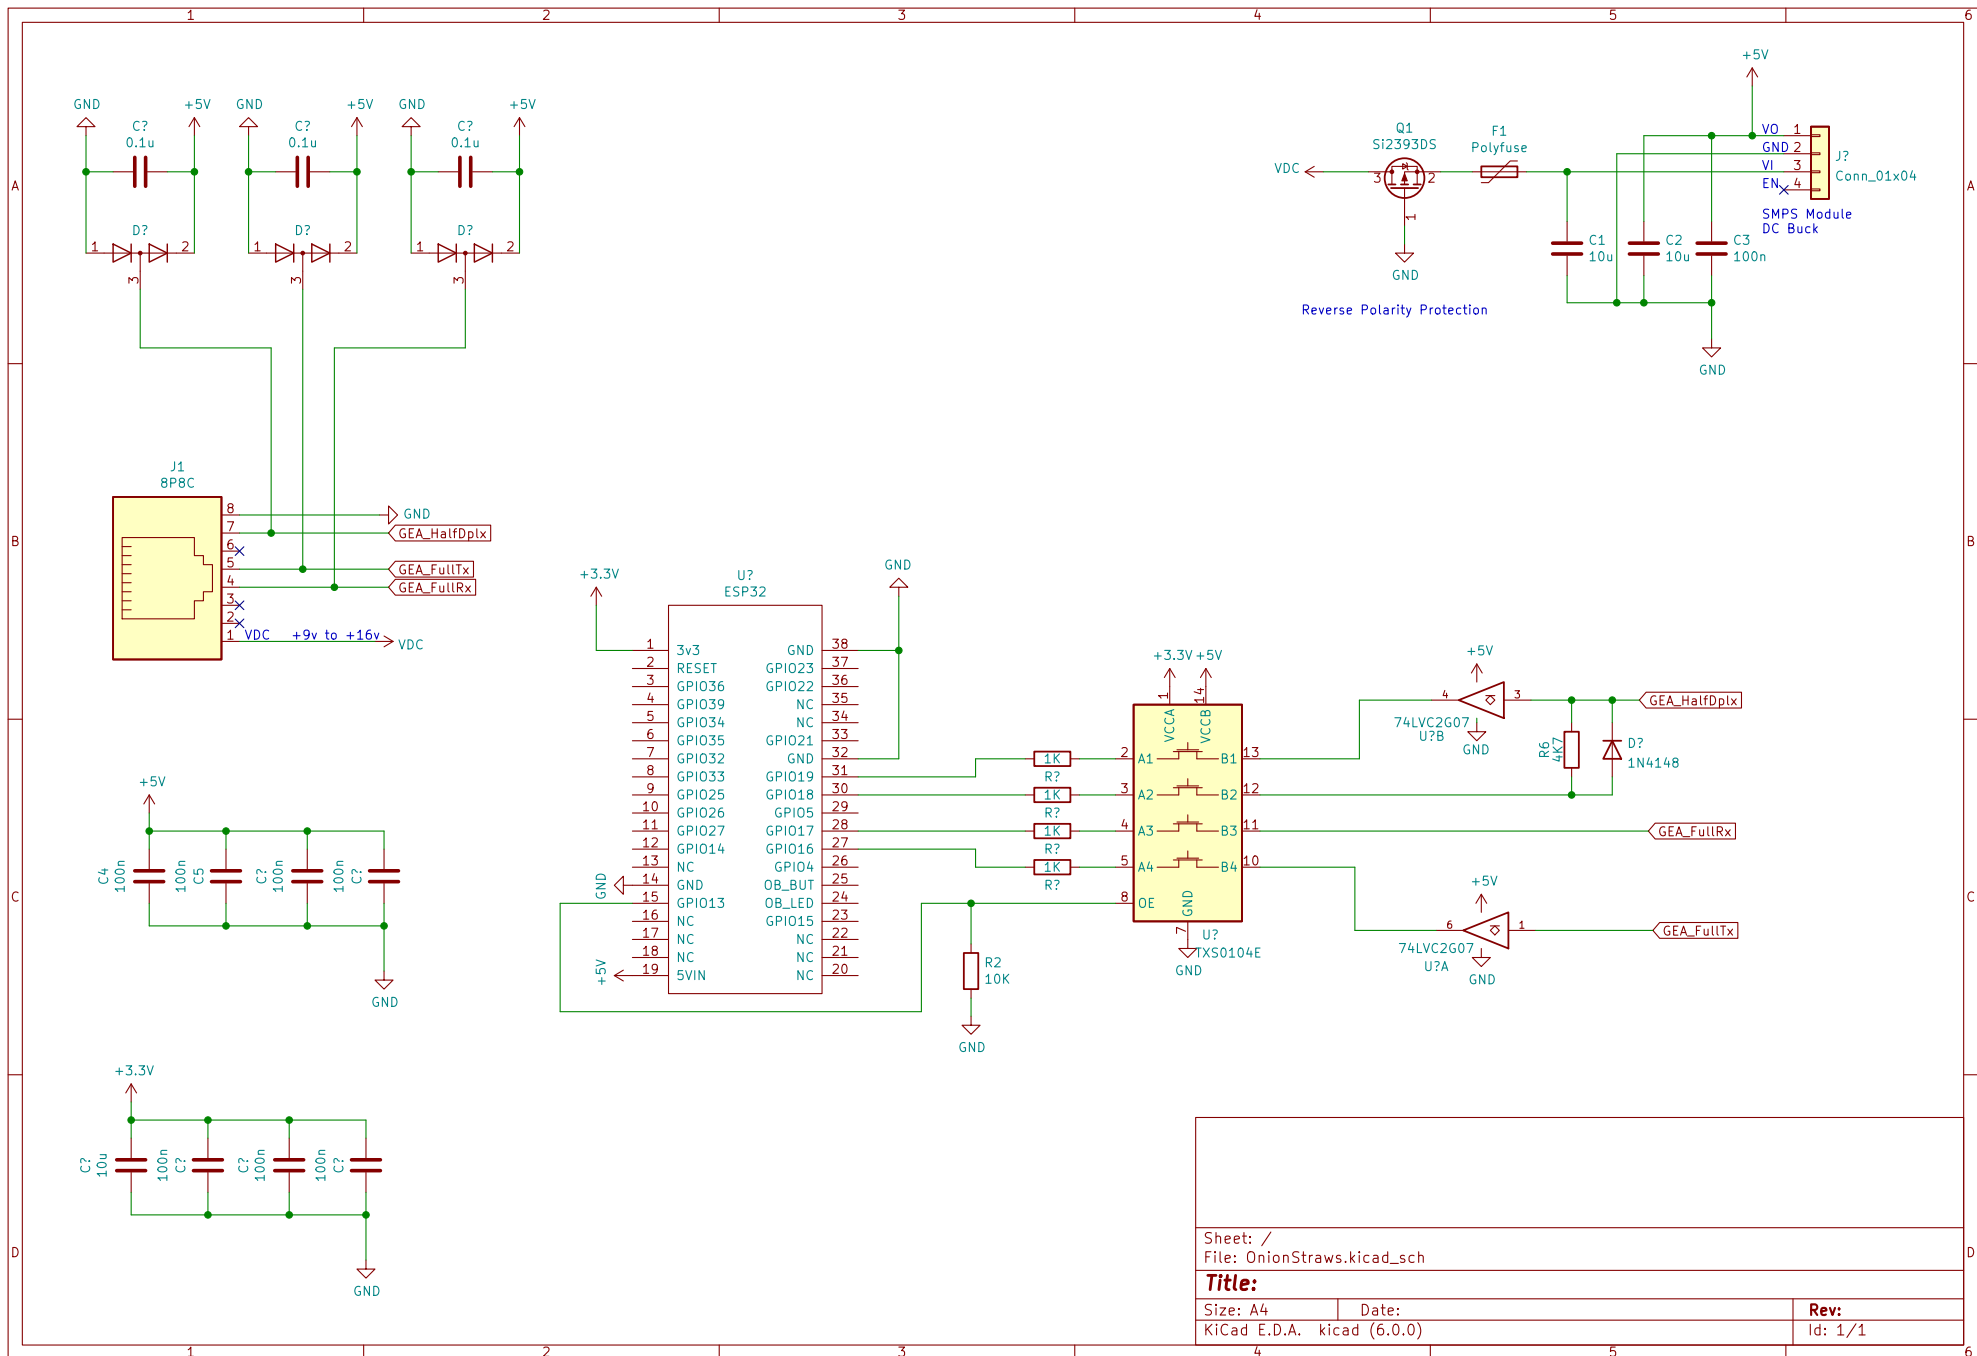 1 2 3 4 5 6
A
B
C
D
A
B
C
D
1 2 3 4 5 6
GND +5V
C?
0.1u
D?
1 2
3
GND +5V
C?
0.1u
D?
1 2
3
GND +5V
C?
0.1u
D?
1 2
3
VDC
Q1
Si2393DS
3 2
1
GND
F1
Polyfuse
Reverse Polarity Protection
+5V
VO 1
GND 2
VI 3
EN 4
J?
Conn_01x04
SMPS Module
DC Buck
C1
10u
C2
10u
C3
100n
GND
J1
8P8C
8 GND
7 GEA_HalfDplx
6
5 GEA_FullTx
4 GEA_FullRx
3
2
1 VDC +9v to +16v VDC
+3.3V
U?
ESP32
GND
1 3v3 GND 38
2 RESET GPIO23 37
3 GPIO36 GPIO22 36
4 GPIO39 NC 35
5 GPIO34 NC 34
6 GPIO35 GPIO21 33
7 GPIO32 GND 32
8 GPIO33 GPIO19 31
9 GPIO25 GPIO18 30
10 GPIO26 GPIO5 29
11 GPIO27 GPIO17 28
12 GPIO14 GPIO16 27
13 NC GPIO4 26
GND 14 GND OB_BUT 25
15 GPIO13 OB_LED 24
16 NC GPIO15 23
17 NC NC 22
18 NC NC 21
+5V 19 5VIN NC 20
1K
R?
1K
R?
1K
R?
1K
R?
R2
10K
GND
+3.3V +5V
1 14
VCCA VCCB
2 A1 B1 13
3 A2 B2 12
4 A3 B3 11
5 A4 B4 10
8 OE
GND
7
U?
TXS0104E
GND
+5V
4 3
74LVC2G07
U?B
GND
GEA_HalfDplx
R6
4K7
D?
1N4148
GEA_FullRx
+5V
6 1
74LVC2G07
U?A
GND
GEA_FullTx
+5V
C4
100n
100n
C5
C?
100n
100n
C?
GND
+3.3V
C?
10u
100n
C?
C?
100n
100n
C?
GND
Sheet: /
File: OnionStraws.kicad_sch
Title:
Size: A4 Date: Rev:
KiCad E.D.A. kicad (6.0.0) Id: 1/1